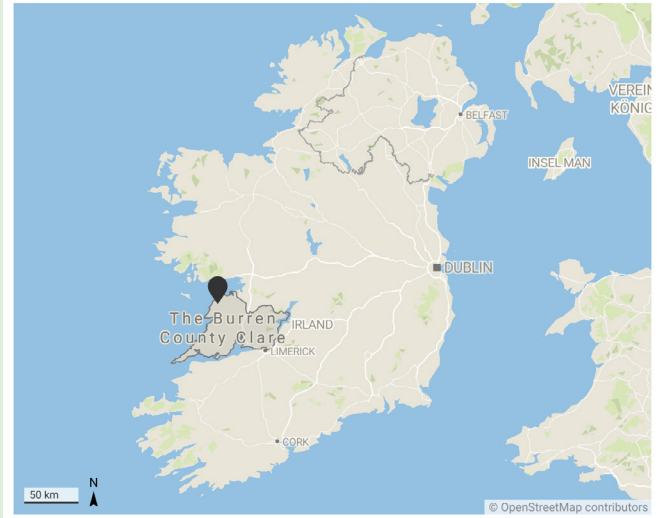 VEREIN
KÖNIG
BELFAST
INSEL MAN
DUBLIN
The Burren
County Clare
IRLAND
LIMERICK
CORK
50 km
N
© OpenStreetMap contributors